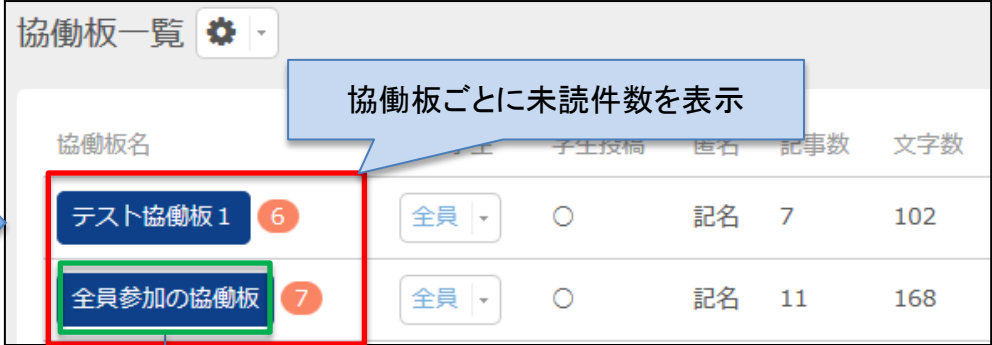 協働板一覧
協働板ごとに未読件数を表示
協働板名 学生投稿 匿名 記事数 文字数
テスト協働板1 6 全員 ○ 記名 7 102
全員参加の協働板 7 全員 ○ 記名 11 168